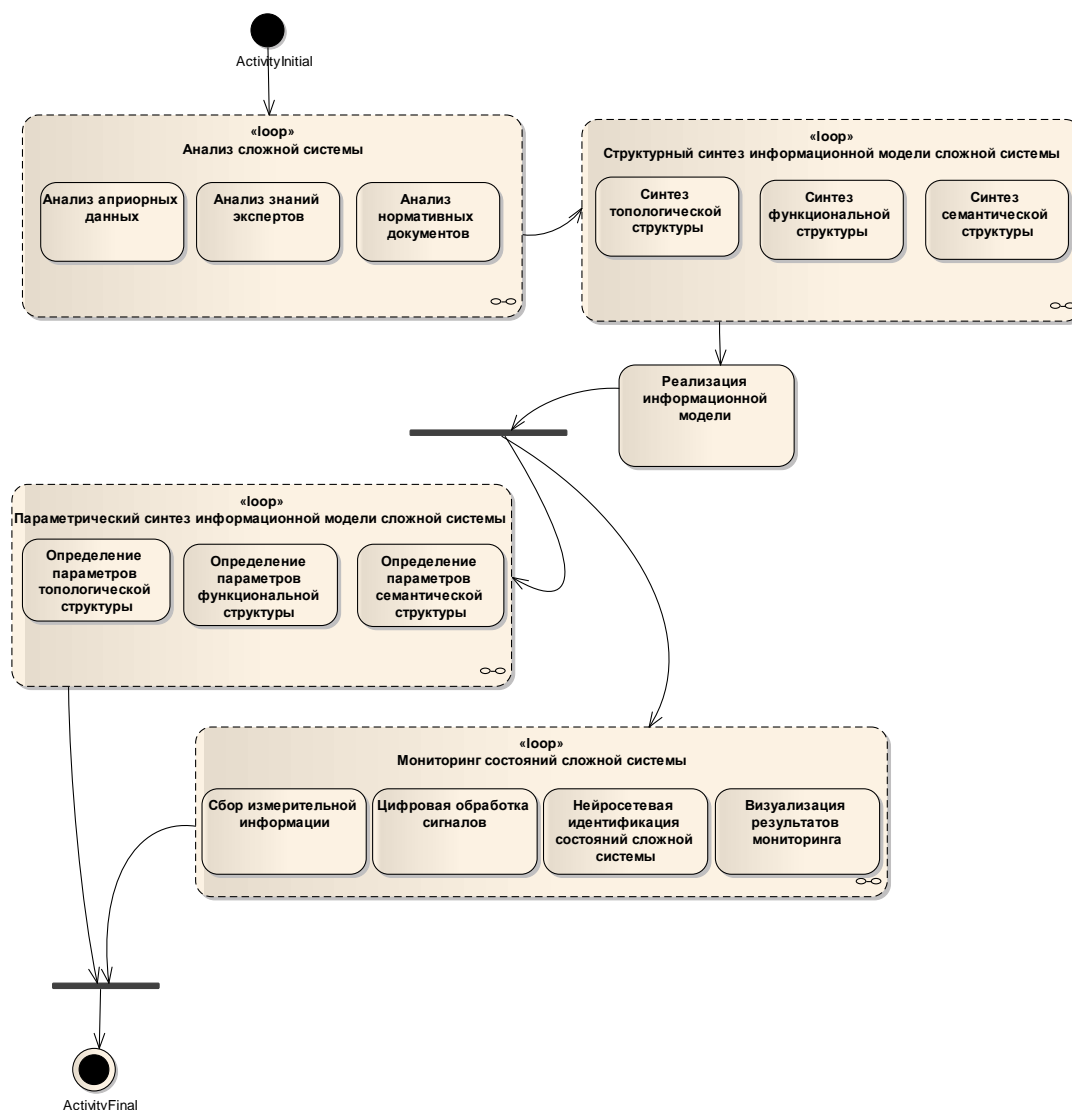 ActivityInitial
«loop»
Анализ сложной системы
Анализ априорных
данных
Анализ знаний
экспертов
Анализ
нормативных
документов
«loop»
Структурный синтез информационной модели сложной системы
Синтез
топологической
структуры
Синтез
функциональной
структуры
Синтез
семантической
структуры
Реализация
информационной
модели
«loop»
Параметрический синтез информационной модели сложной системы
Определение
параметров
топологической
структуры
Определение
параметров
функциональной
структуры
Определение
параметров
семантической
структуры
«loop»
Мониторинг состояний сложной системы
Сбор измерительной
информации
Цифровая обработка
сигналов
Нейросетевая
идентификация
состояний сложной
системы
Визуализация
результатов
мониторинга
ActivityFinal